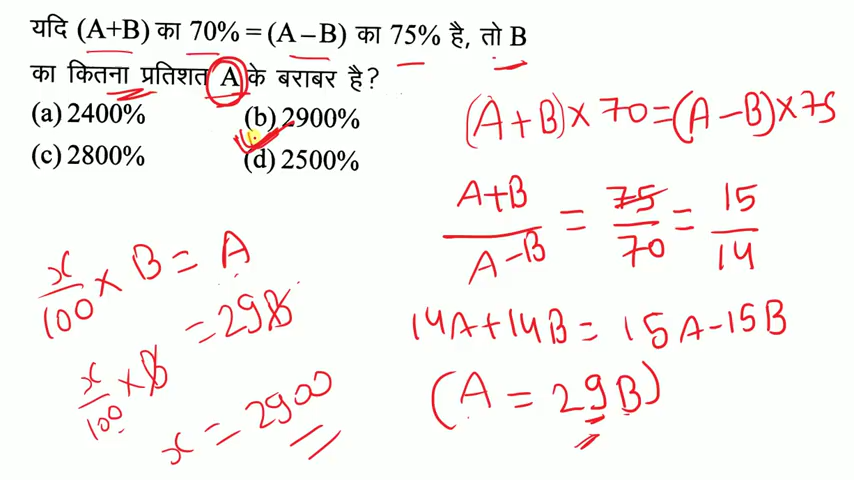 यदि (A+B) का 70% = (A–B) का 75% है, तो B
का कितना प्रतिशत A के बराबर है?
(a) 2400% (b) 2900%
(c) 2800% (d) 2500%
(A+B)×70=(A–B)×75
A+B/A–B = 75/70 = 15/14
14A+14B=15A-15B
(A = 29B)
x/100 × B = A
= 29B
x/100 × B
x = 2900